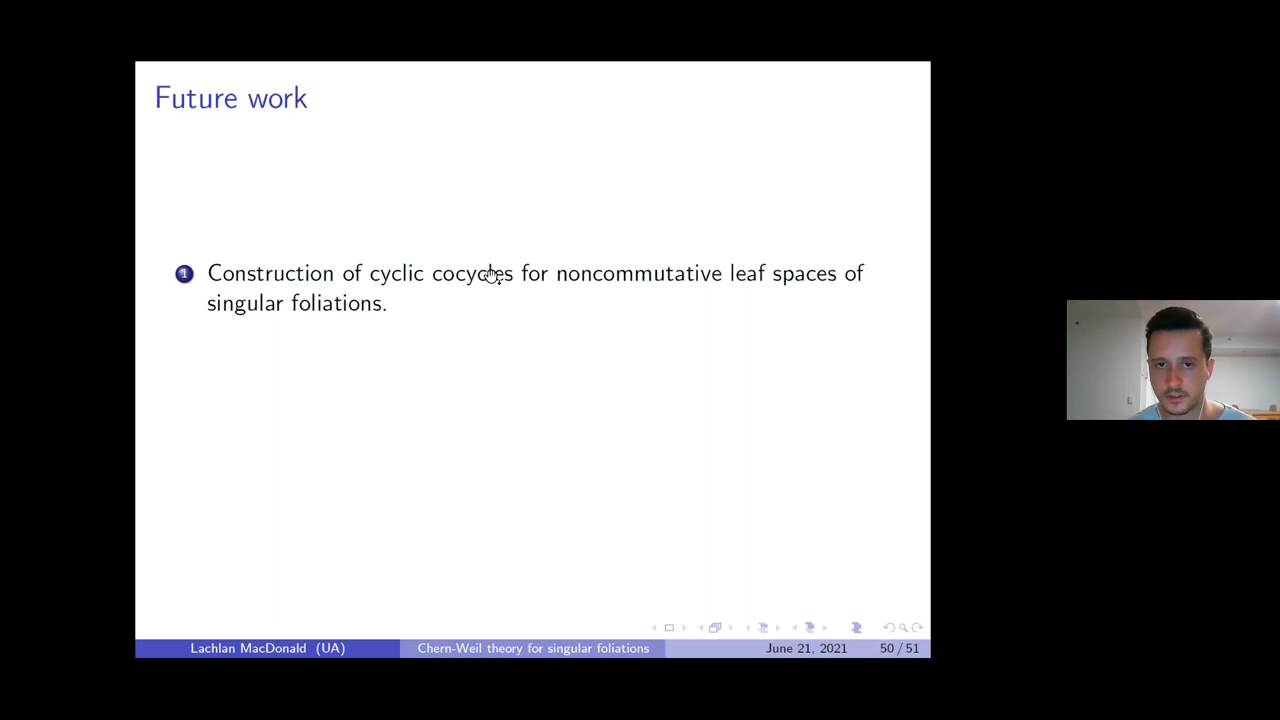 Future work
1 Construction of cyclic cocycles for noncommutative leaf spaces of
singular foliations.
Lachlan MacDonald (UA) Chern-Weil theory for singular foliations June 21, 2021 50 / 51